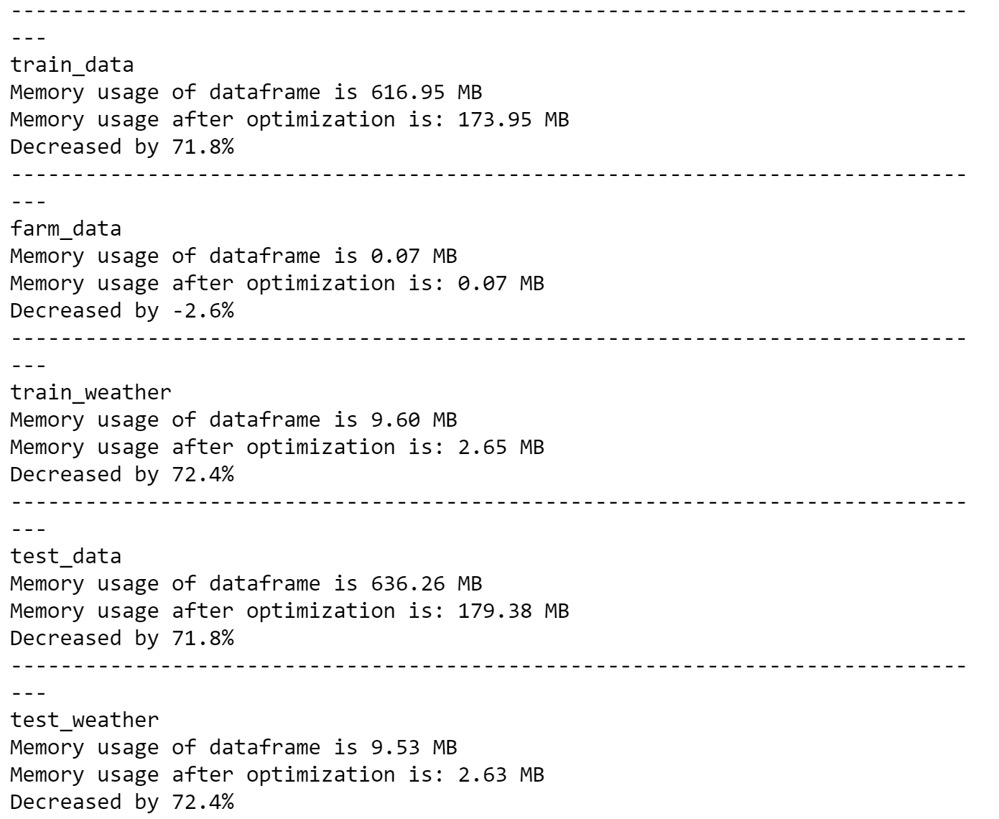 -----------------------------------------------------------------------------
---
train_data
Memory usage of dataframe is 616.95 MB
Memory usage after optimization is: 173.95 MB
Decreased by 71.8%
-----------------------------------------------------------------------------
---
farm_data
Memory usage of dataframe is 0.07 MB
Memory usage after optimization is: 0.07 MB
Decreased by -2.6%
-----------------------------------------------------------------------------
---
train_weather
Memory usage of dataframe is 9.60 MB
Memory usage after optimization is: 2.65 MB
Decreased by 72.4%
-----------------------------------------------------------------------------
---
test_data
Memory usage of dataframe is 636.26 MB
Memory usage after optimization is: 179.38 MB
Decreased by 71.8%
-----------------------------------------------------------------------------
---
test_weather
Memory usage of dataframe is 9.53 MB
Memory usage after optimization is: 2.63 MB
Decreased by 72.4%